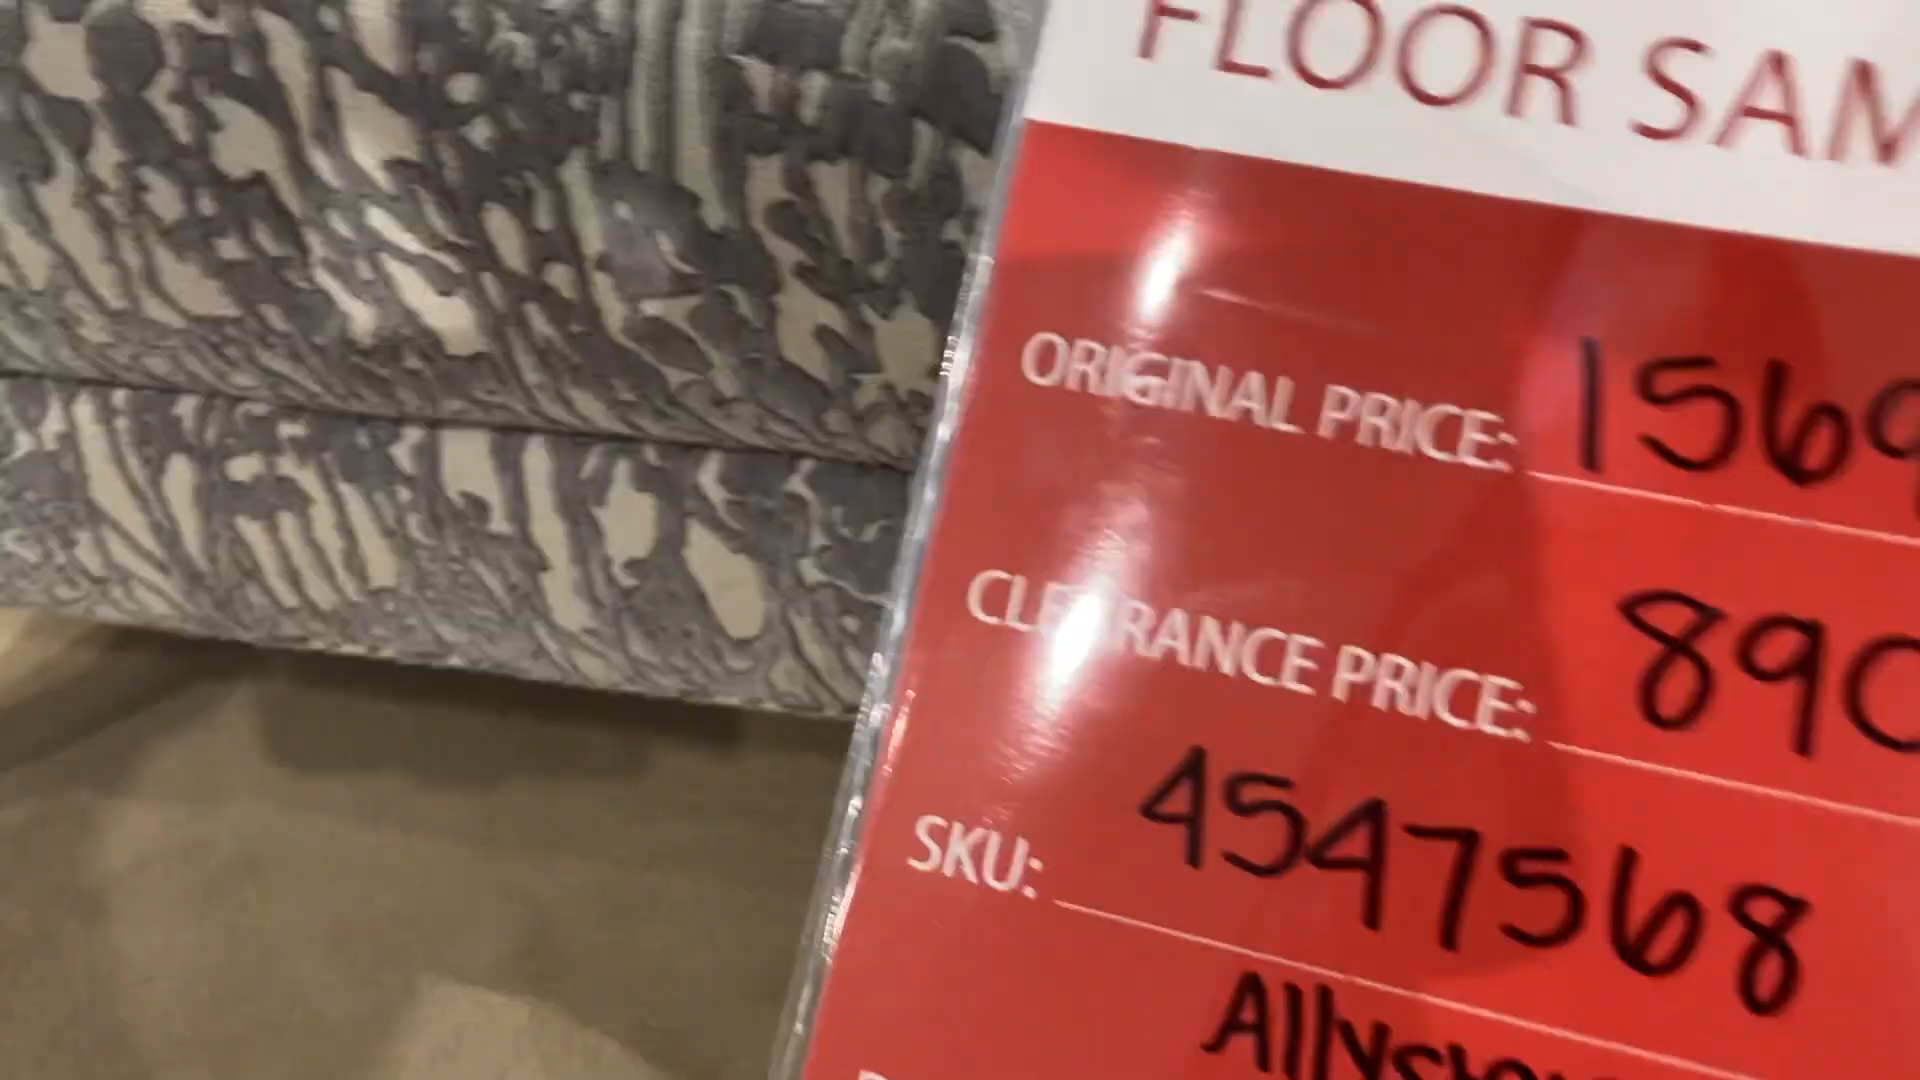 FLOOR SAM
ORIGINAL PRICE: 1569
CLEARANCE PRICE: 890
SKU: 4547568